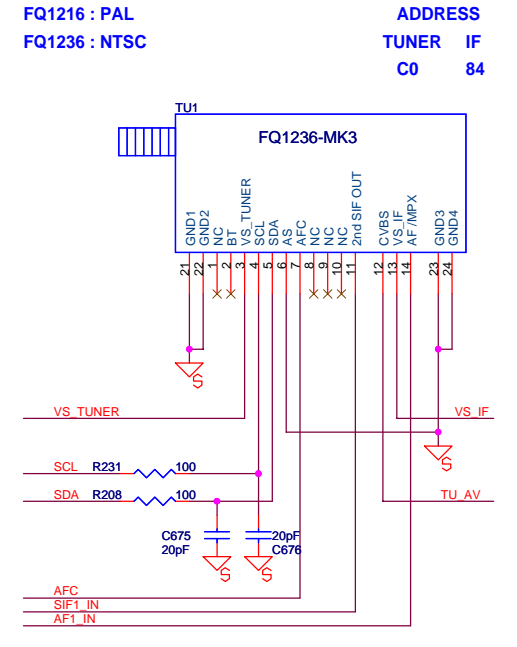 FQ1216 : PAL
ADDRESS
FQ1236 : NTSC
TUNER IF
C0 84
TU1
FQ1236-MK3
GND1
GND2
NC
BT
VS_TUNER
SCL
SDA
AS
AFC
NC
NC
NC
2nd SIF OUT
CVBS
VS_IF
AF /MPX
GND3
GND4
21
22
1
2
3
4
5
6
7
8
9
10
11
12
13
14
23
24
S
VS_TUNER
VS_IF
S
SCL R231 100
SDA R208 100
TU_AV
C675
20pF
20pF
C676
S
S
AFC
SIF1_IN
AF1_IN